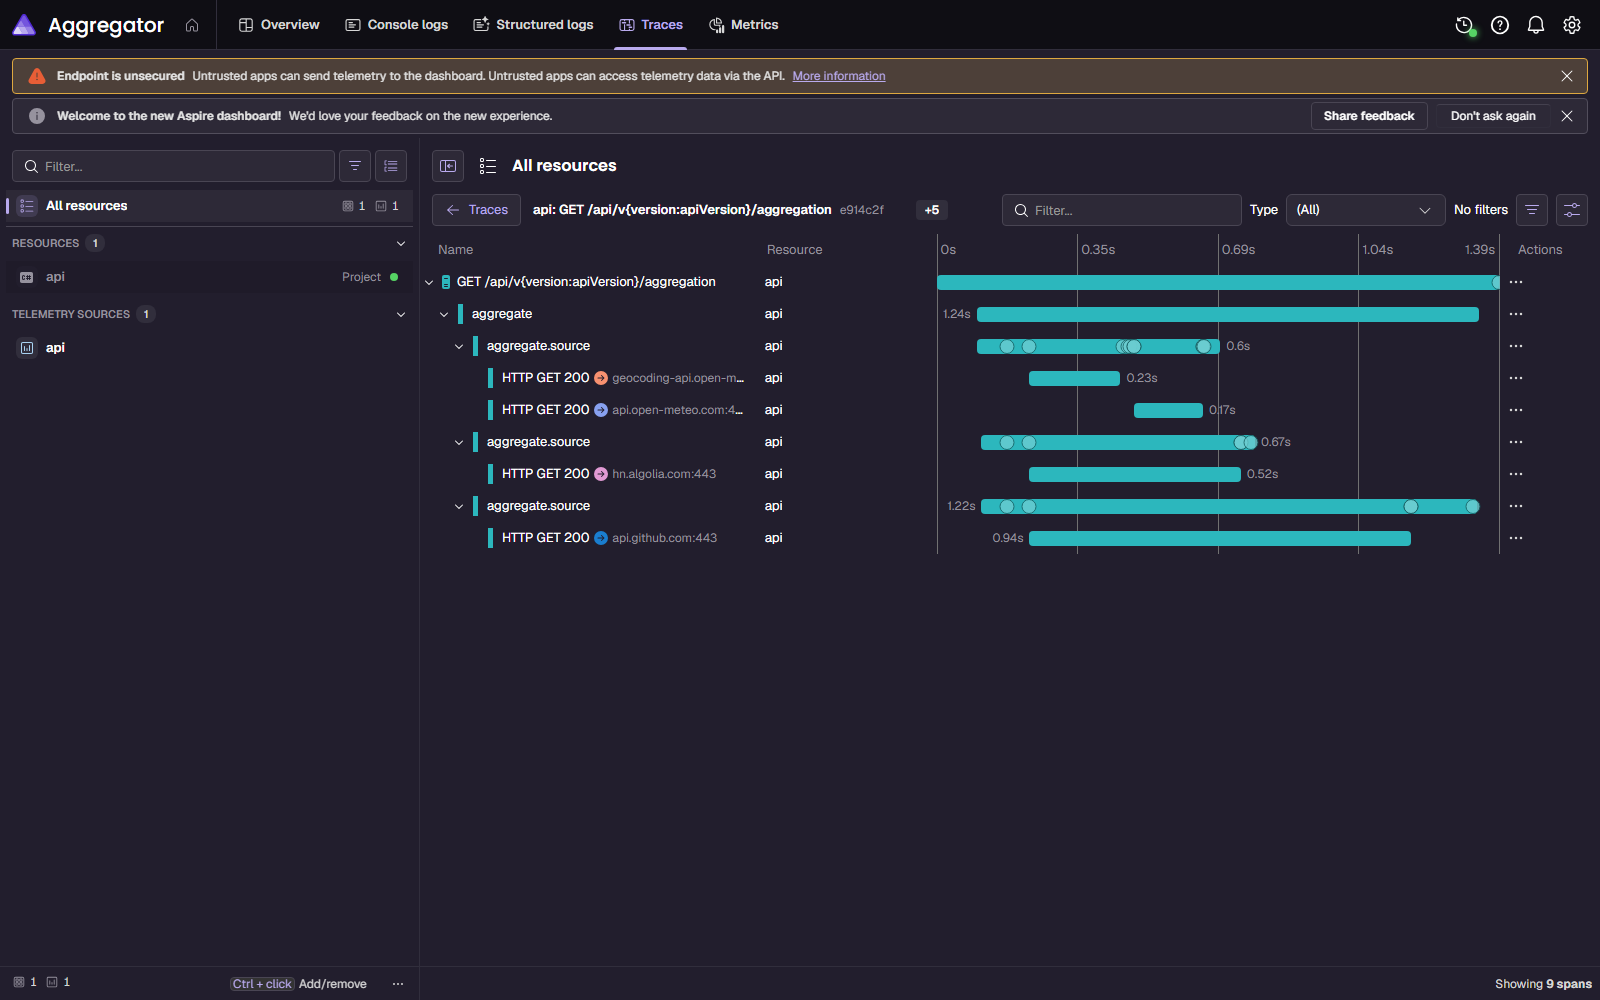 Aggregator
Overview
Console logs
Structured logs
Traces
Metrics
Endpoint is unsecured Untrusted apps can send telemetry to the dashboard. Untrusted apps can access telemetry data via the API. More information
Welcome to the new Aspire dashboard! We'd love your feedback on the new experience.
Share feedback
Don't ask again
Filter...
All resources 1 1
RESOURCES 1
api Project
TELEMETRY SOURCES 1
api
All resources
Traces
api: GET /api/v{version:apiVersion}/aggregation e914c2f +5
Filter...
Type (All) No filters
Name Resource 0s 0.35s 0.69s 1.04s 1.39s Actions
GET /api/v{version:apiVersion}/aggregation api
aggregate api 1.24s
aggregate.source api 0.6s
HTTP GET 200 geocoding-api.open-m... api 0.23s
HTTP GET 200 api.open-meteo.com:4... api 0.17s
aggregate.source api 0.67s
HTTP GET 200 hn.algolia.com:443 api 0.52s
aggregate.source api 1.22s
HTTP GET 200 api.github.com:443 api 0.94s
1 1
Ctrl + click Add/remove
Showing 9 spans